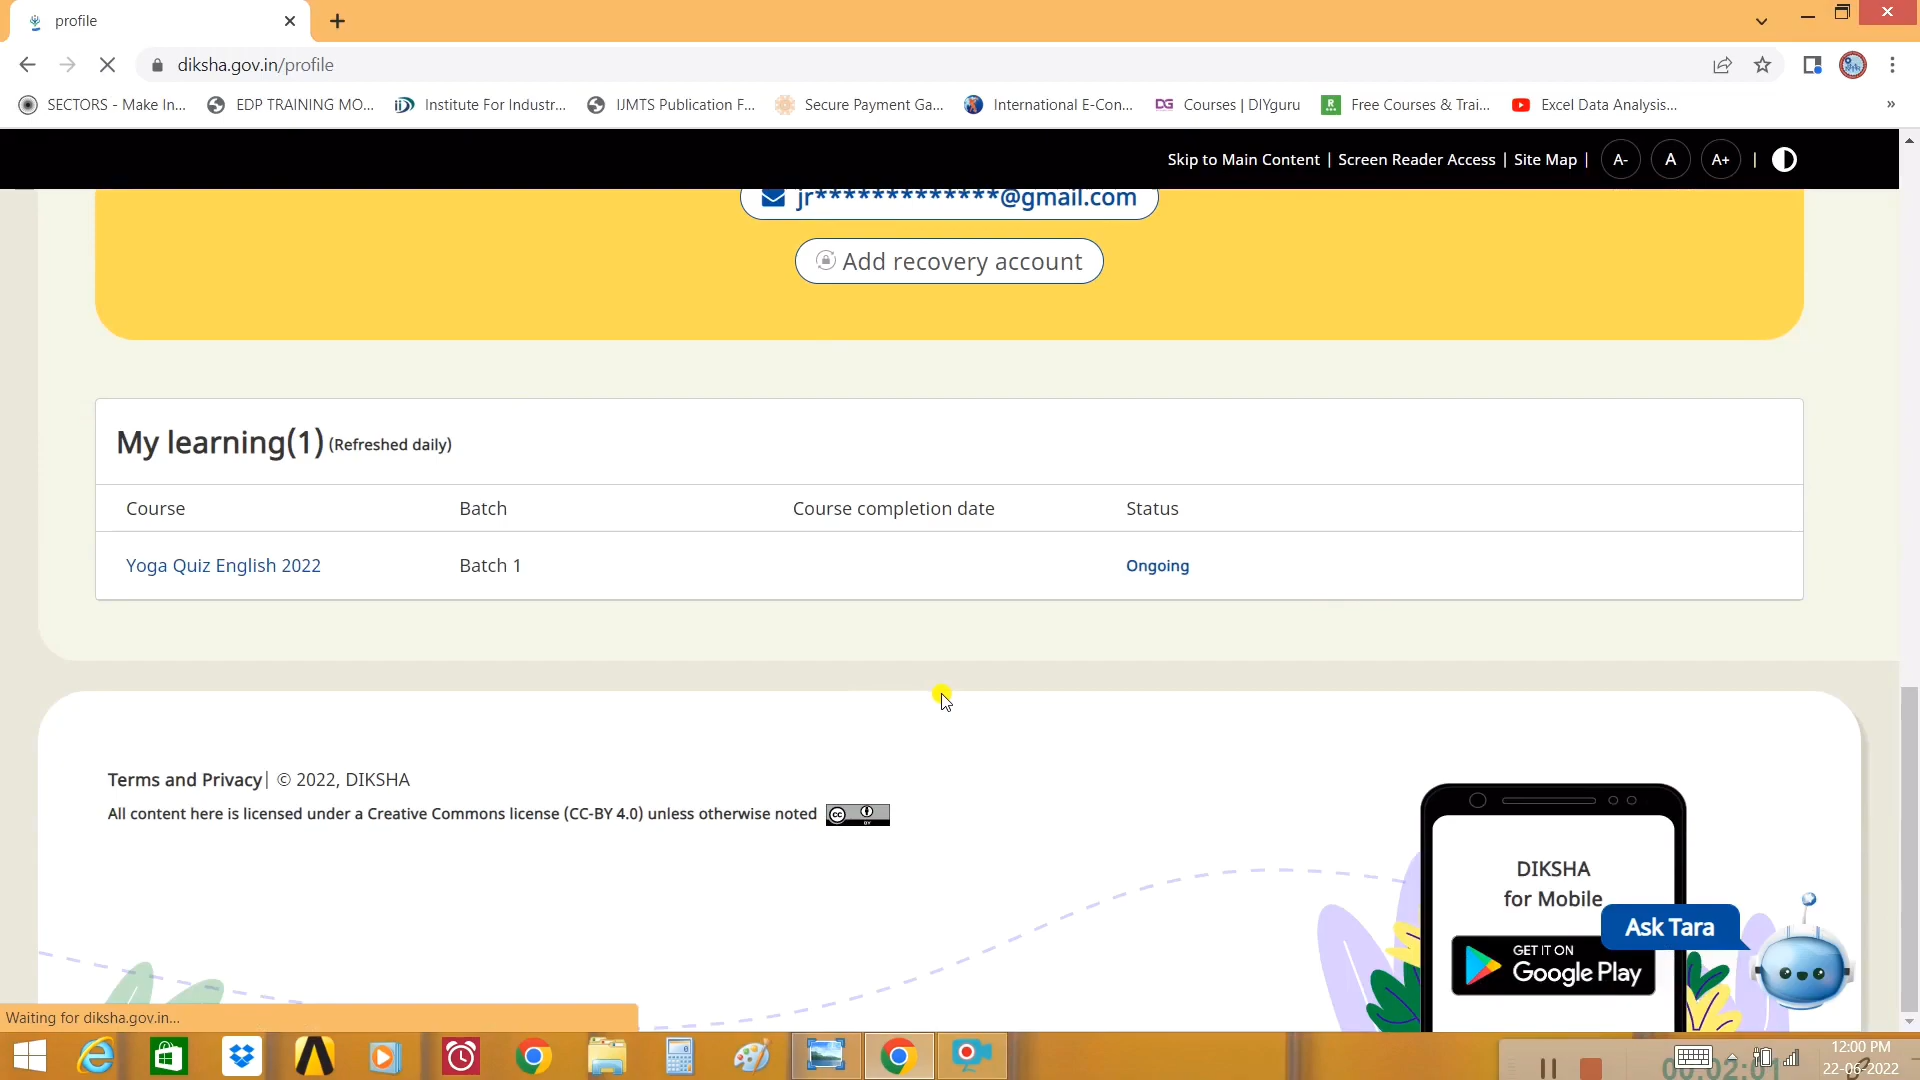 profile
diksha.gov.in/profile
SECTORS - Make In...
EDP TRAINING MO...
Institute For Industr...
IJMTS Publication F...
Secure Payment Ga...
International E-Con...
Courses | DIYguru
Free Courses & Trai...
Excel Data Analysis...
»
Skip to Main Content | Screen Reader Access | Site Map | A- A A+ |
jr*************@gmail.com
Add recovery account
My learning(1) (Refreshed daily)
Course Batch Course completion date Status
Yoga Quiz English 2022 Batch 1 Ongoing
Terms and Privacy| © 2022, DIKSHA
All content here is licensed under a Creative Commons license (CC-BY 4.0) unless otherwise noted
cc BY
DIKSHA
for Mobile
Ask Tara
GET IT ON
Google Play
Waiting for diksha.gov.in...
12:00 PM
22-06-2022